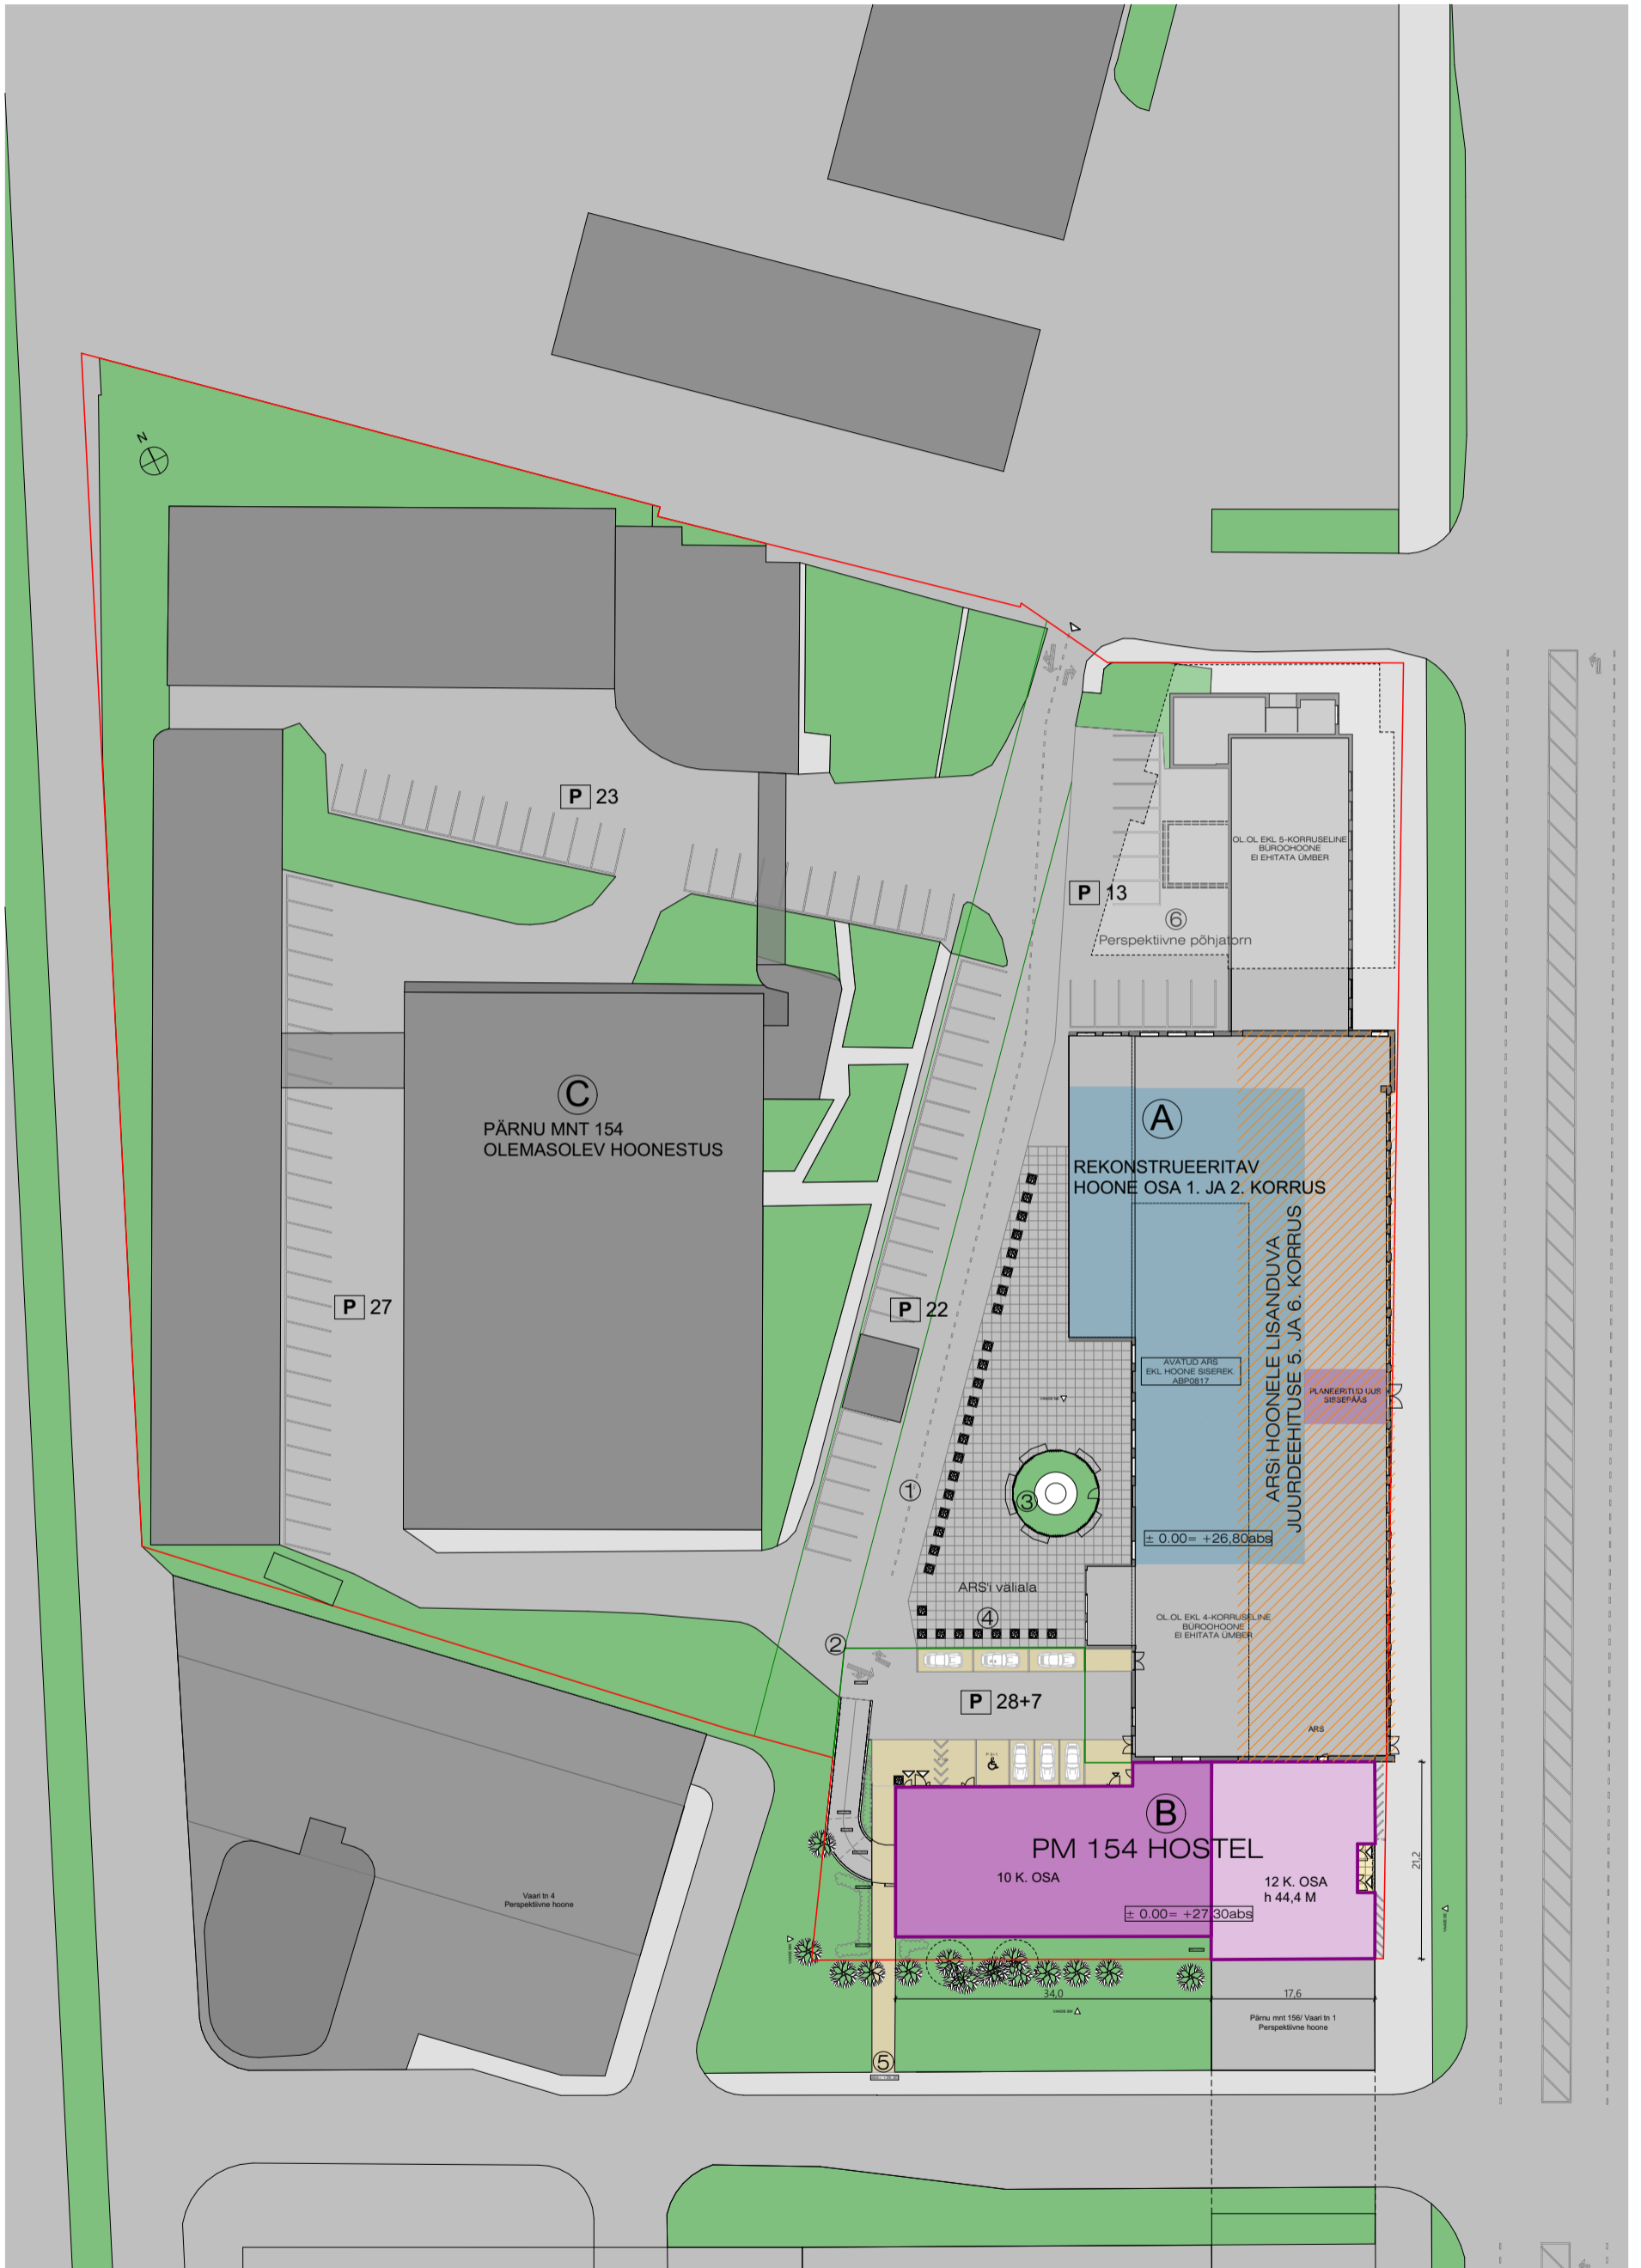 N
P 23
OL.OL EKL 5-KORRUSELINE
BÜROOHOONE
EI EHITATA ÜMBER
P 13
6
Perspektiivne põhjatorn
C
PÄRNU MNT 154
OLEMASOLEV HOONESTUS
A
REKONSTRUEERITAV
HOONE OSA 1. JA 2. KORRUS
ARSi HOONELE LISANDUVA
JUURDEEHITUSE 5. JA 6. KORRUS
P 27
P 22
AVATUD ARS
EKL HOONE SISEREK.
ABP0817
PLANEERITUD UUS
SISSEPÄÄS
1
3
± 0.00= +26,80abs
ARS'i väliala
4
OL.OL EKL 4-KORRUSELINE
BÜROOHOONE
EI EHITATA ÜMBER
2
P 28+7
ARS
B
PM 154 HOSTEL
10 K. OSA
12 K. OSA
h 44,4 M
± 0.00= +27,30abs
21,2
Vaari tn 4
Perspektiivne hoone
34,0
17,6
Pärnu mnt 156/ Vaari tn 1
Perspektiivne hoone
5